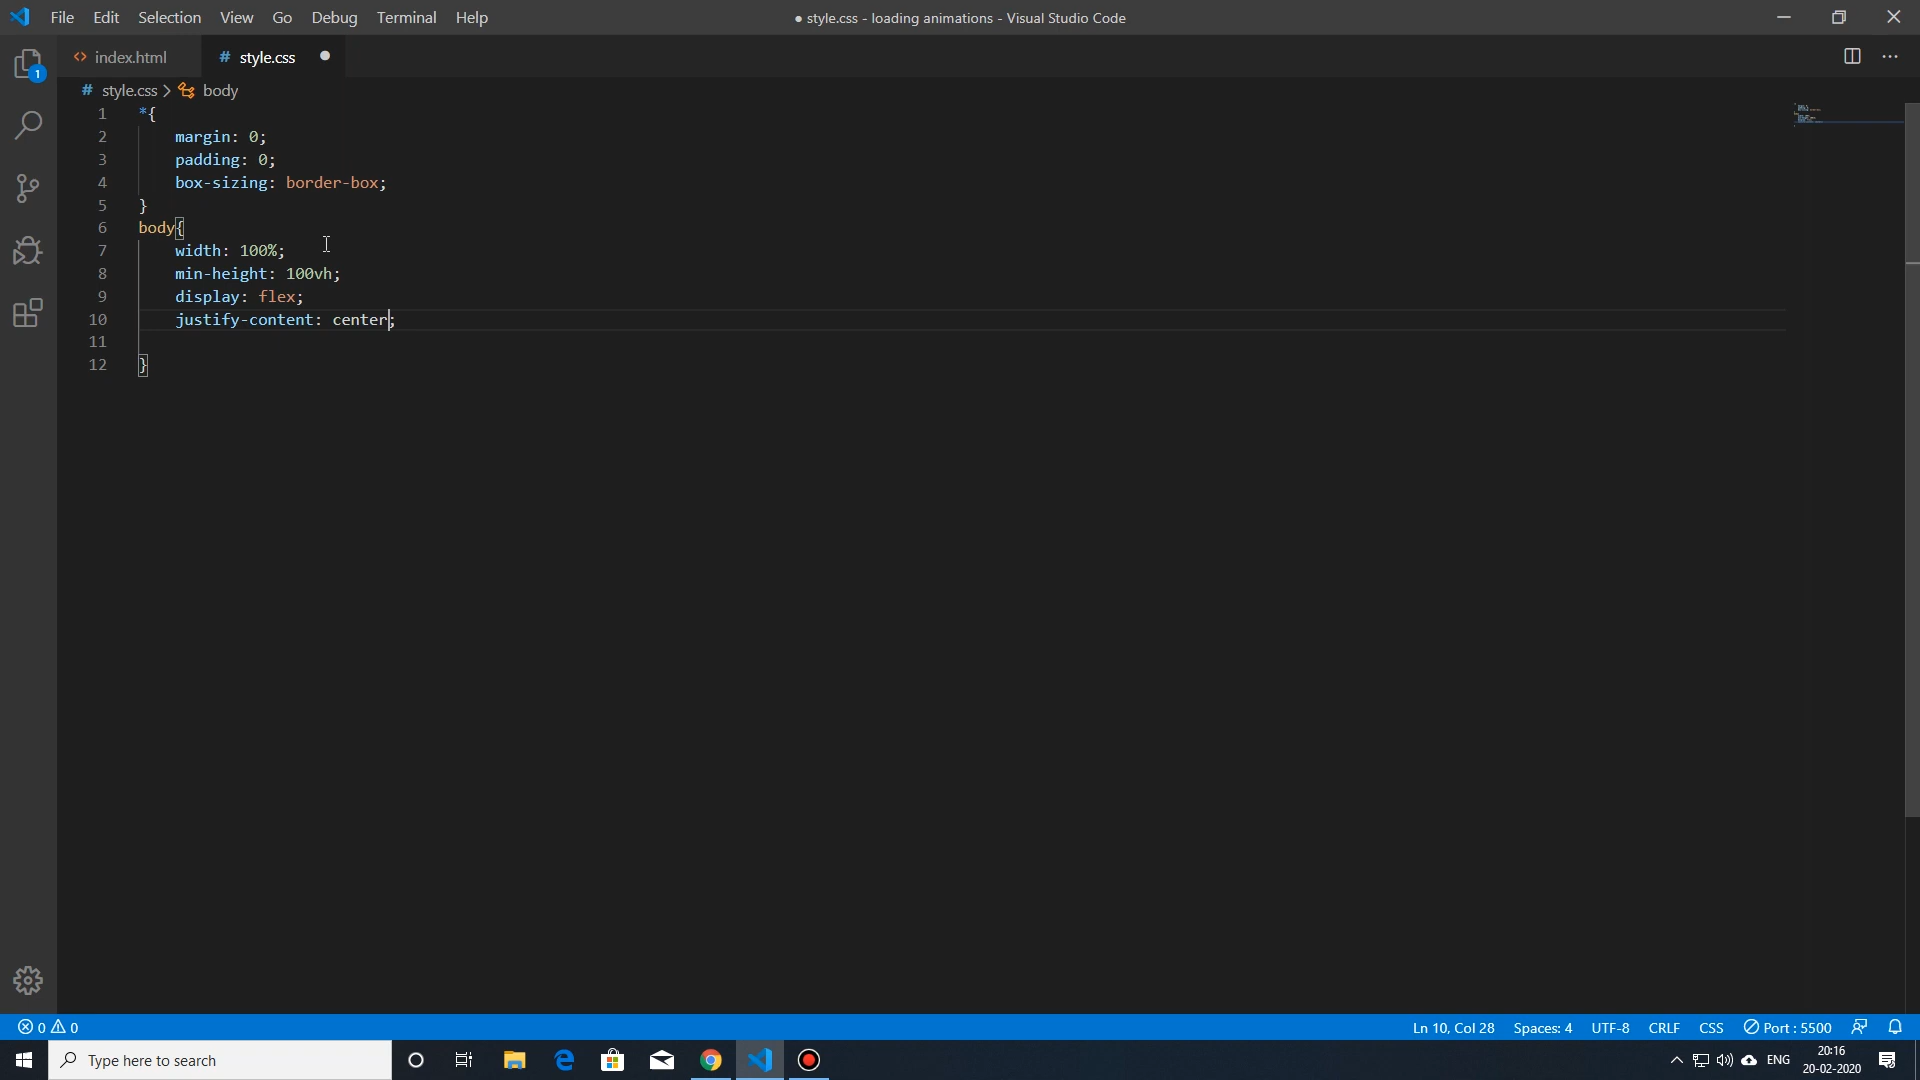 File Edit Selection View Go Debug Terminal Help
● style.css - loading animations - Visual Studio Code
1
<> index.html
# style.css ●
# style.css > body
1 *{
2 margin: 0;
3 padding: 0;
4 box-sizing: border-box;
5 }
6 body{
7 width: 100%;
8 min-height: 100vh;
9 display: flex;
10 justify-content: center;
11
12 }
0 0
Ln 10, Col 28 Spaces: 4 UTF-8 CRLF CSS Port : 5500
Type here to search
ENG
20:16
20-02-2020